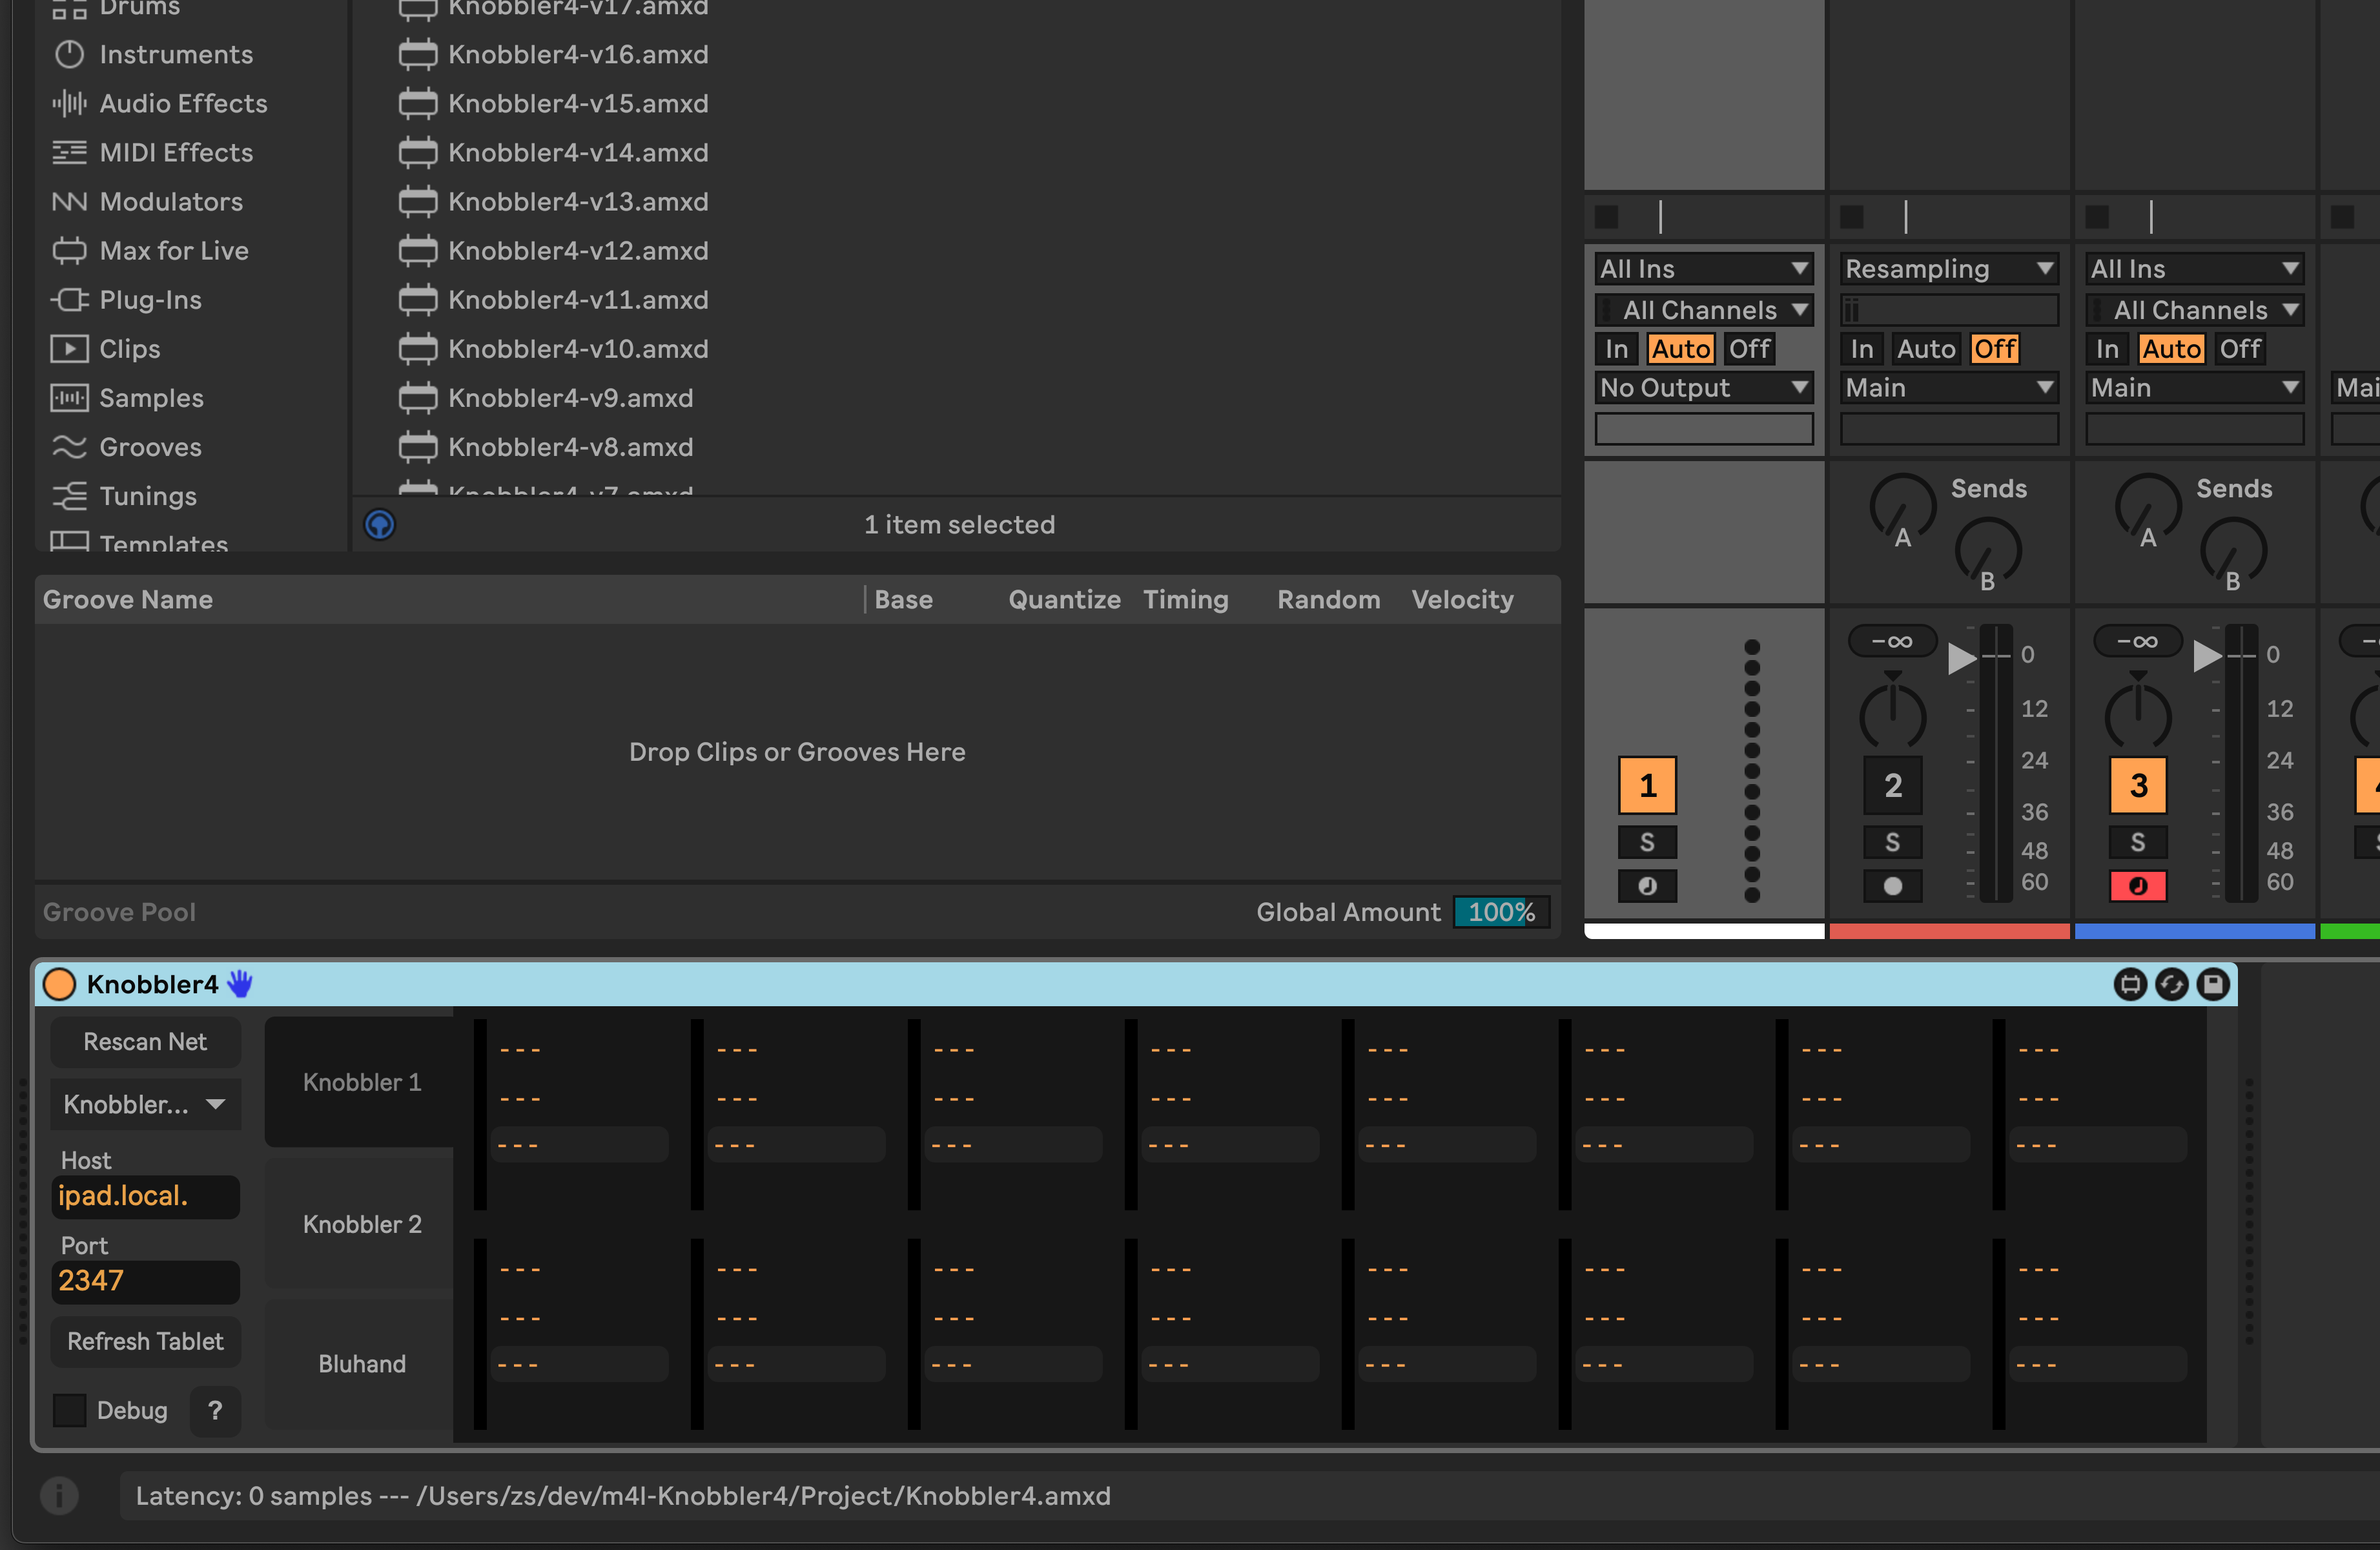 Drums
Instruments
Audio Effects
MIDI Effects
Modulators
Max for Live
Plug-Ins
Clips
Samples
Grooves
Tunings
Templates
Knobbler4-v17.amxd
Knobbler4-v16.amxd
Knobbler4-v15.amxd
Knobbler4-v14.amxd
Knobbler4-v13.amxd
Knobbler4-v12.amxd
Knobbler4-v11.amxd
Knobbler4-v10.amxd
Knobbler4-v9.amxd
Knobbler4-v8.amxd
Knobbler4-v7.amxd
1 item selected
Groove Name Base Quantize Timing Random Velocity
Drop Clips or Grooves Here
Groove Pool Global Amount 100%
All Ins
All Channels
In Auto Off
No Output
1
S
Resampling
In Auto Off
Main
Sends
A
B
-∞
0
12
24
36
48
60
2
S
All Ins
All Channels
In Auto Off
Main
Sends
A
B
-∞
0
12
24
36
48
60
3
S
Knobbler4
Rescan Net
Knobbler...
Host
ipad.local.
Port
2347
Refresh Tablet
Debug ?
Knobbler 1
Knobbler 2
Bluhand
--- --- --- --- --- --- --- ---
--- --- --- --- --- --- --- ---
--- --- --- --- --- --- --- ---
--- --- --- --- --- --- --- ---
--- --- --- --- --- --- --- ---
--- --- --- --- --- --- --- ---
Latency: 0 samples --- /Users/zs/dev/m4l-Knobbler4/Project/Knobbler4.amxd